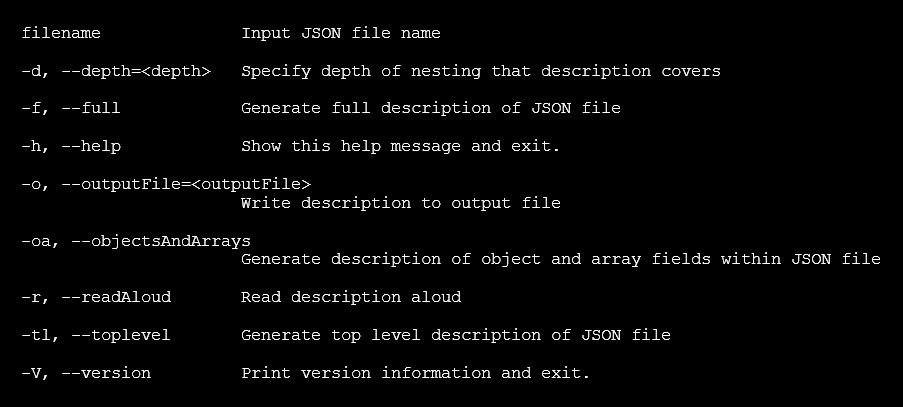 filename Input JSON file name
-d, --depth=<depth> Specify depth of nesting that description covers
-f, --full Generate full description of JSON file
-h, --help Show this help message and exit.
-o, --outputFile=<outputFile>
Write description to output file
-oa, --objectsAndArrays
Generate description of object and array fields within JSON file
-r, --readAloud Read description aloud
-tl, --toplevel Generate top level description of JSON file
-V, --version Print version information and exit.